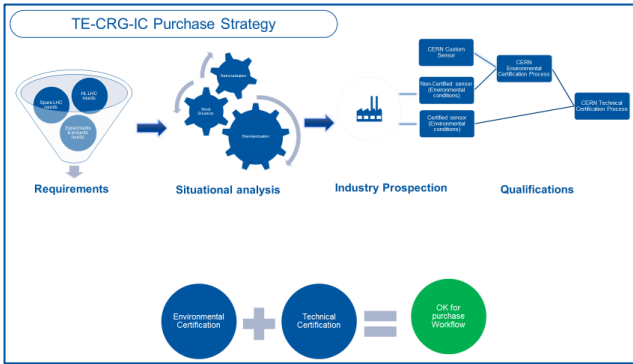 TE-CRG-IC Purchase Strategy
Spare LHC
needs
HL LHC
needs
Experiments
& projects
needs
Requirements
Rationalization
Stock
Situation
Standardization
Situational analysis
Industry Prospection
CERN Custom
Sensor
Non-Certified sensor
(Environmental
conditions)
Certified sensor
(Environmental
conditions)
CERN
Environmental
Certification Process
CERN Technical
Certification Process
Qualifications
Environmental
Certification
Technical
Certification
OK for
purchase
Workflow